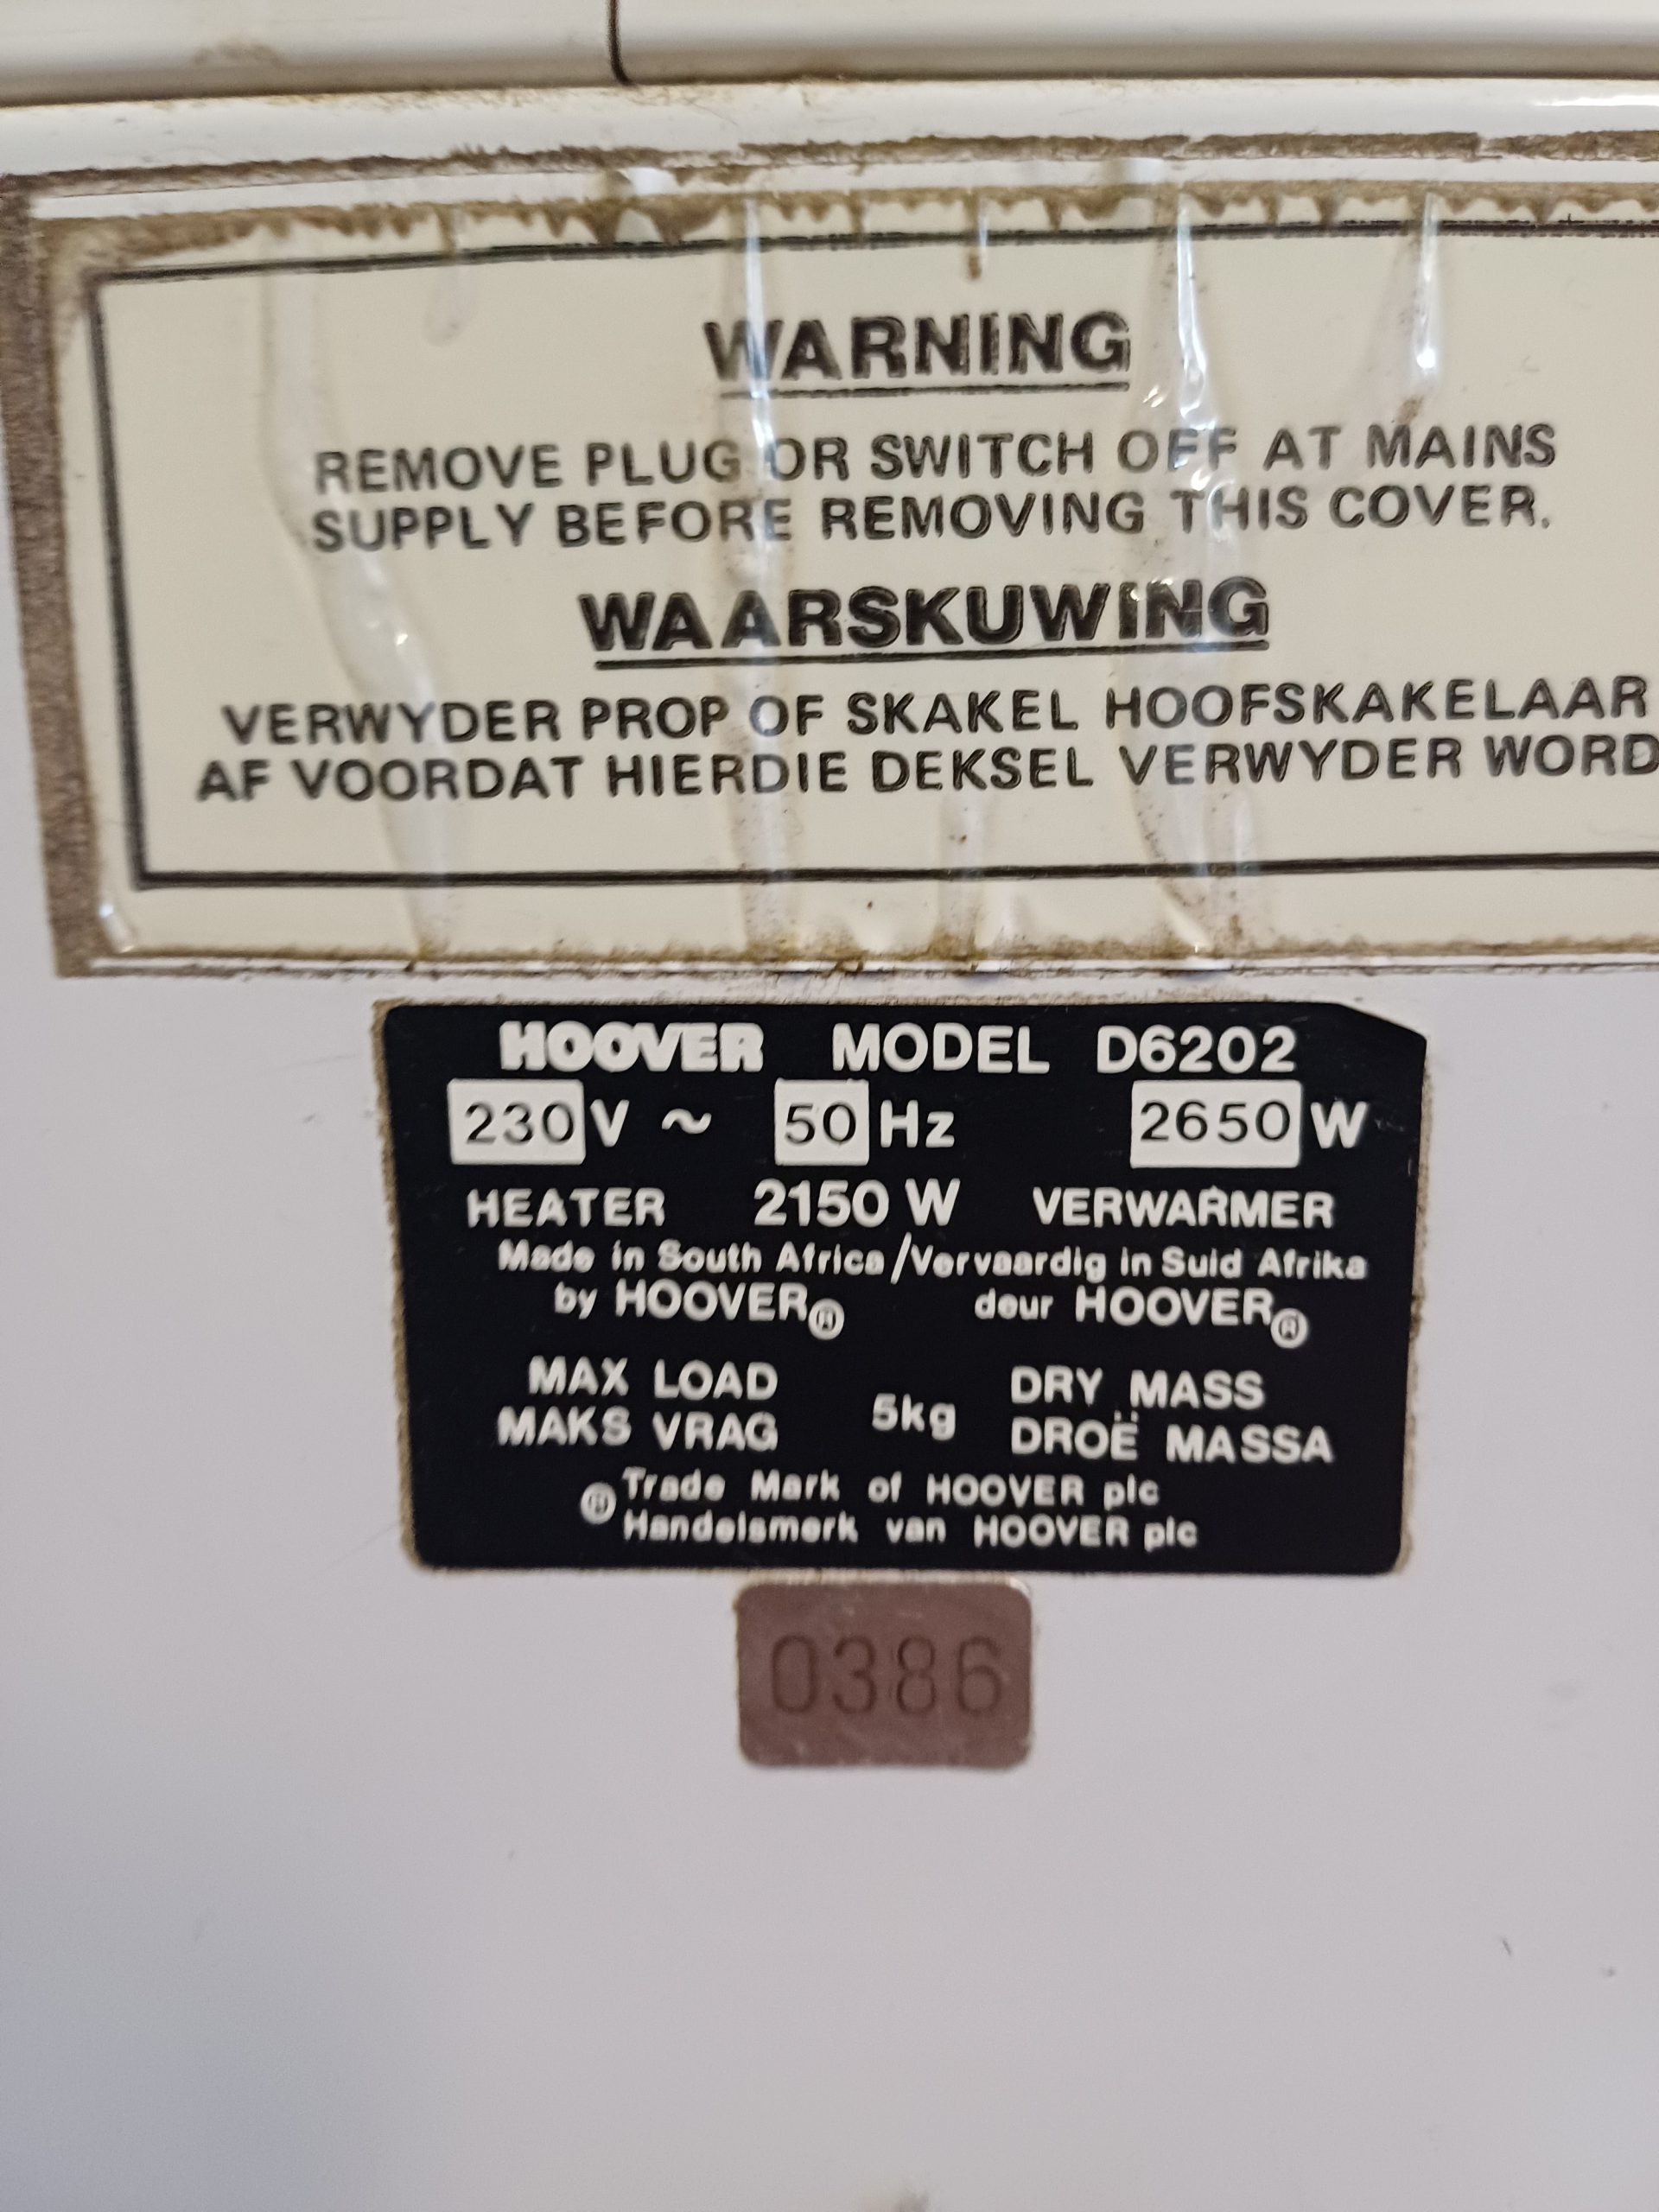 WARNING
REMOVE PLUG OR SWITCH OFF AT MAINS
SUPPLY BEFORE REMOVING THIS COVER.
WAARSKUWING
VERWYDER PROP OF SKAKEL HOOFSKAKELAAR
AF VOORDAT HIERDIE DEKSEL VERWYDER WORD
HOOVER MODEL D6202
230 V ~ 50 Hz 2650 W
HEATER 2150 W VERWARMER
Made in South Africa/Vervaardig in Suid Afrika
by HOOVER® deur HOOVER®
MAX LOAD 5kg DRY MASS
MAKS VRAG DROË MASSA
® Trade Mark of HOOVER plc
Handelsmerk van HOOVER plc
0386